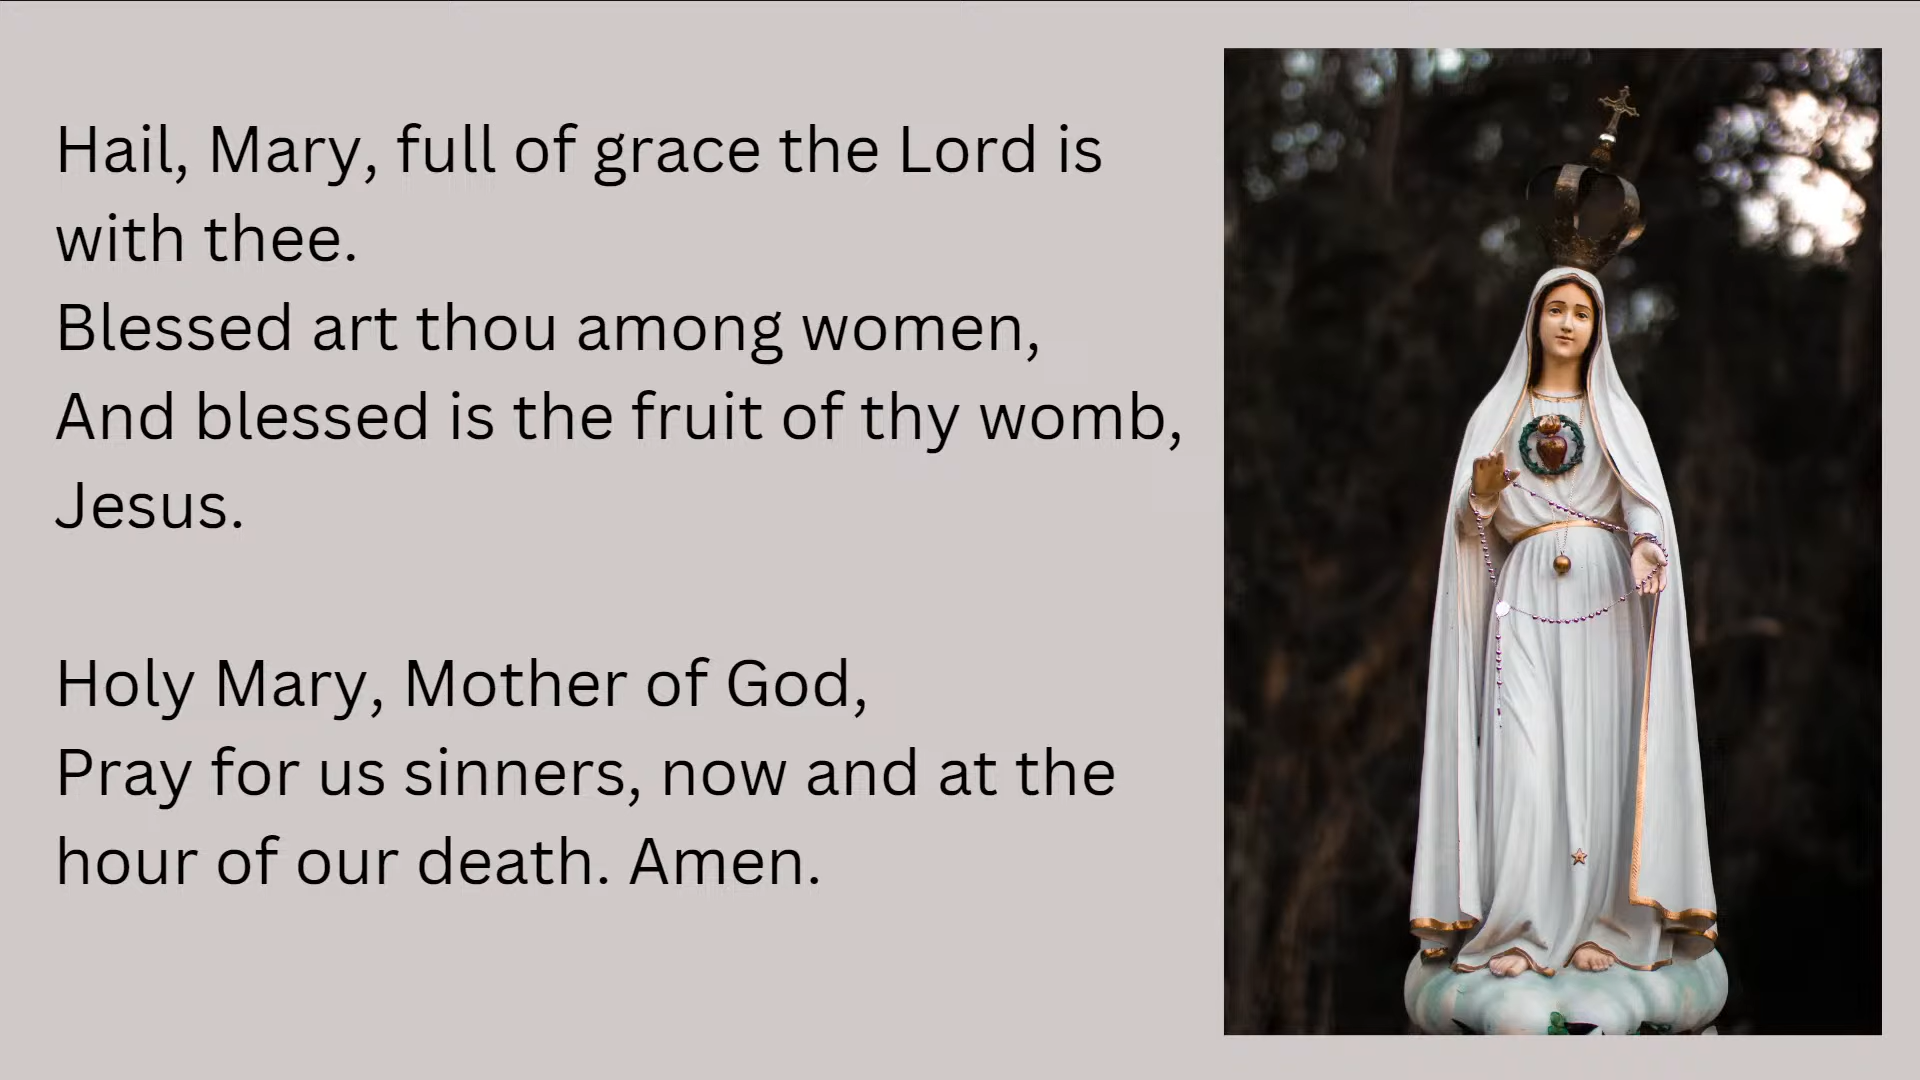 Hail, Mary, full of grace the Lord is
with thee.
Blessed art thou among women,
And blessed is the fruit of thy womb,
Jesus.
Holy Mary, Mother of God,
Pray for us sinners, now and at the
hour of our death. Amen.